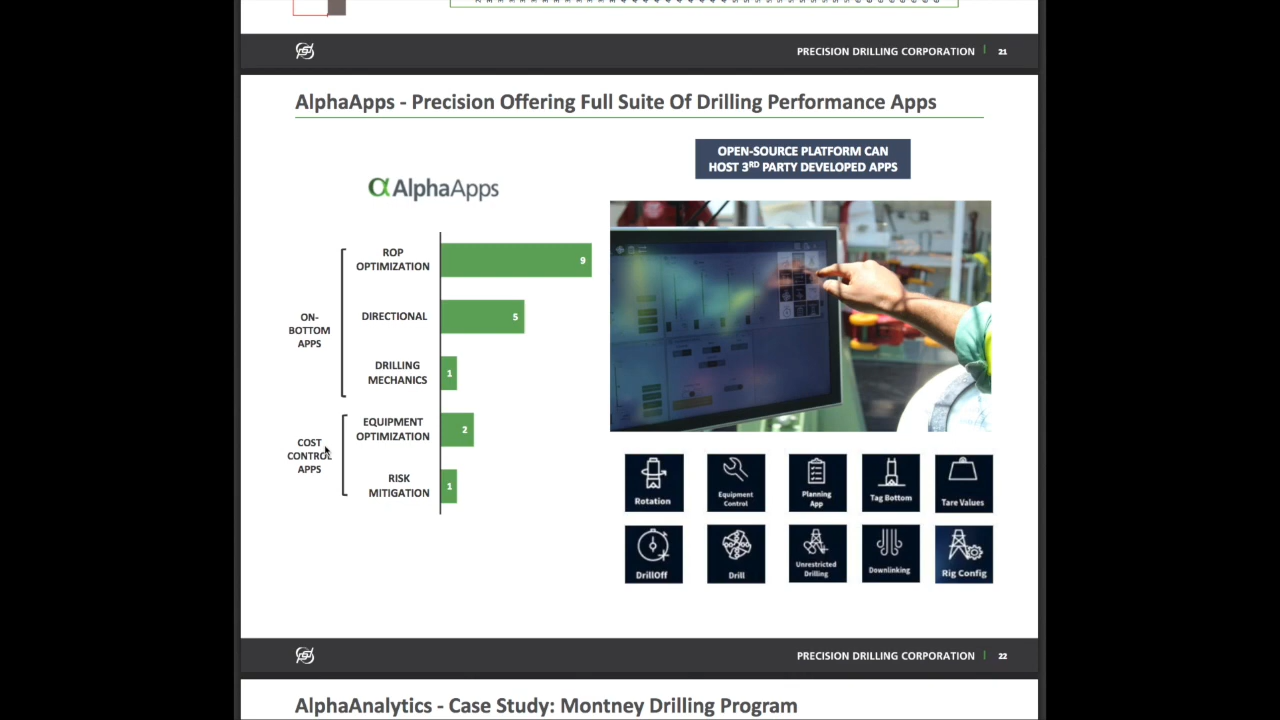 PRECISION DRILLING CORPORATION | 21
AlphaApps - Precision Offering Full Suite Of Drilling Performance Apps
OPEN-SOURCE PLATFORM CAN
HOST 3RD PARTY DEVELOPED APPS
AlphaApps
ON-
BOTTOM
APPS
ROP
OPTIMIZATION
9
DIRECTIONAL
5
DRILLING
MECHANICS
1
COST
CONTROL
APPS
EQUIPMENT
OPTIMIZATION
2
RISK
MITIGATION
1
Rotation
Equipment
Control
Planning
App
Tag Bottom
Tare Values
DrillOff
Drill
Unrestricted
Drilling
Downlinking
Rig Config
PRECISION DRILLING CORPORATION | 22
AlphaAnalytics - Case Study: Montney Drilling Program